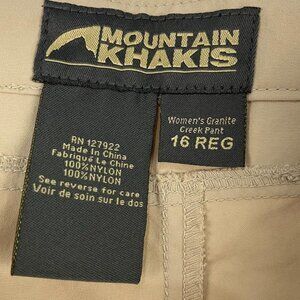 MOUNTAIN
KHAKIS
RN 127922
Made In China
Fabriqué Le Chine
100%NYLON
100%NYLON
See reverse for care
Voir de soin sur le dos
Women's Granite
Creek Pant
16 REG